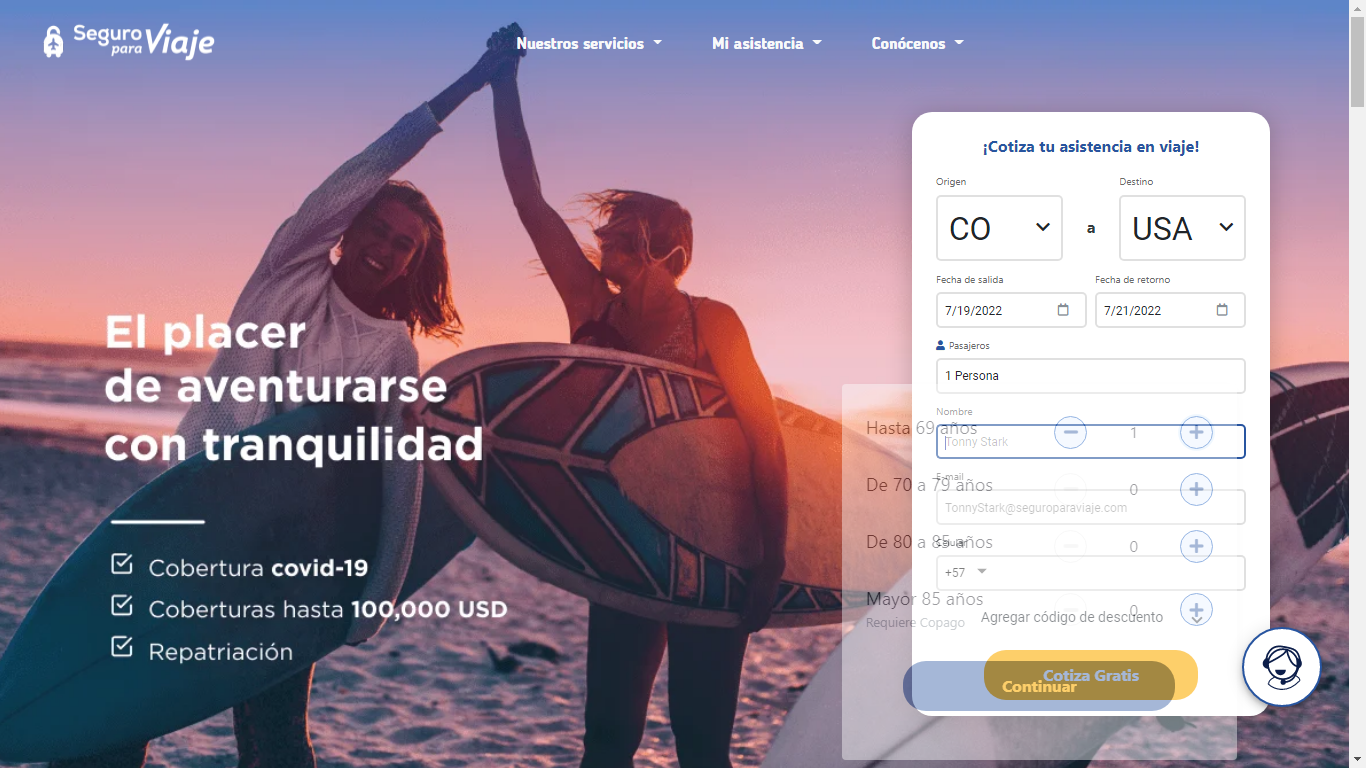 Seguro para Viaje
Nuestros servicios
Mi asistencia
Conócenos
¡Cotiza tu asistencia en viaje!
Origen
Destino
CO
a
USA
Fecha de salida
Fecha de retorno
7/19/2022
7/21/2022
Pasajeros
1 Persona
Nombre
Tonny Stark
E-mail
TonnyStark@seguroparaviaje.com
Celular
+57
Agregar código de descuento
Cotiza Gratis
Hasta 69 años
1
De 70 a 79 años
0
De 80 a 85 años
0
Mayor 85 años
0
Requiere Copago
Continuar
El placer
de aventurarse
con tranquilidad
Cobertura covid-19
Coberturas hasta 100,000 USD
Repatriación